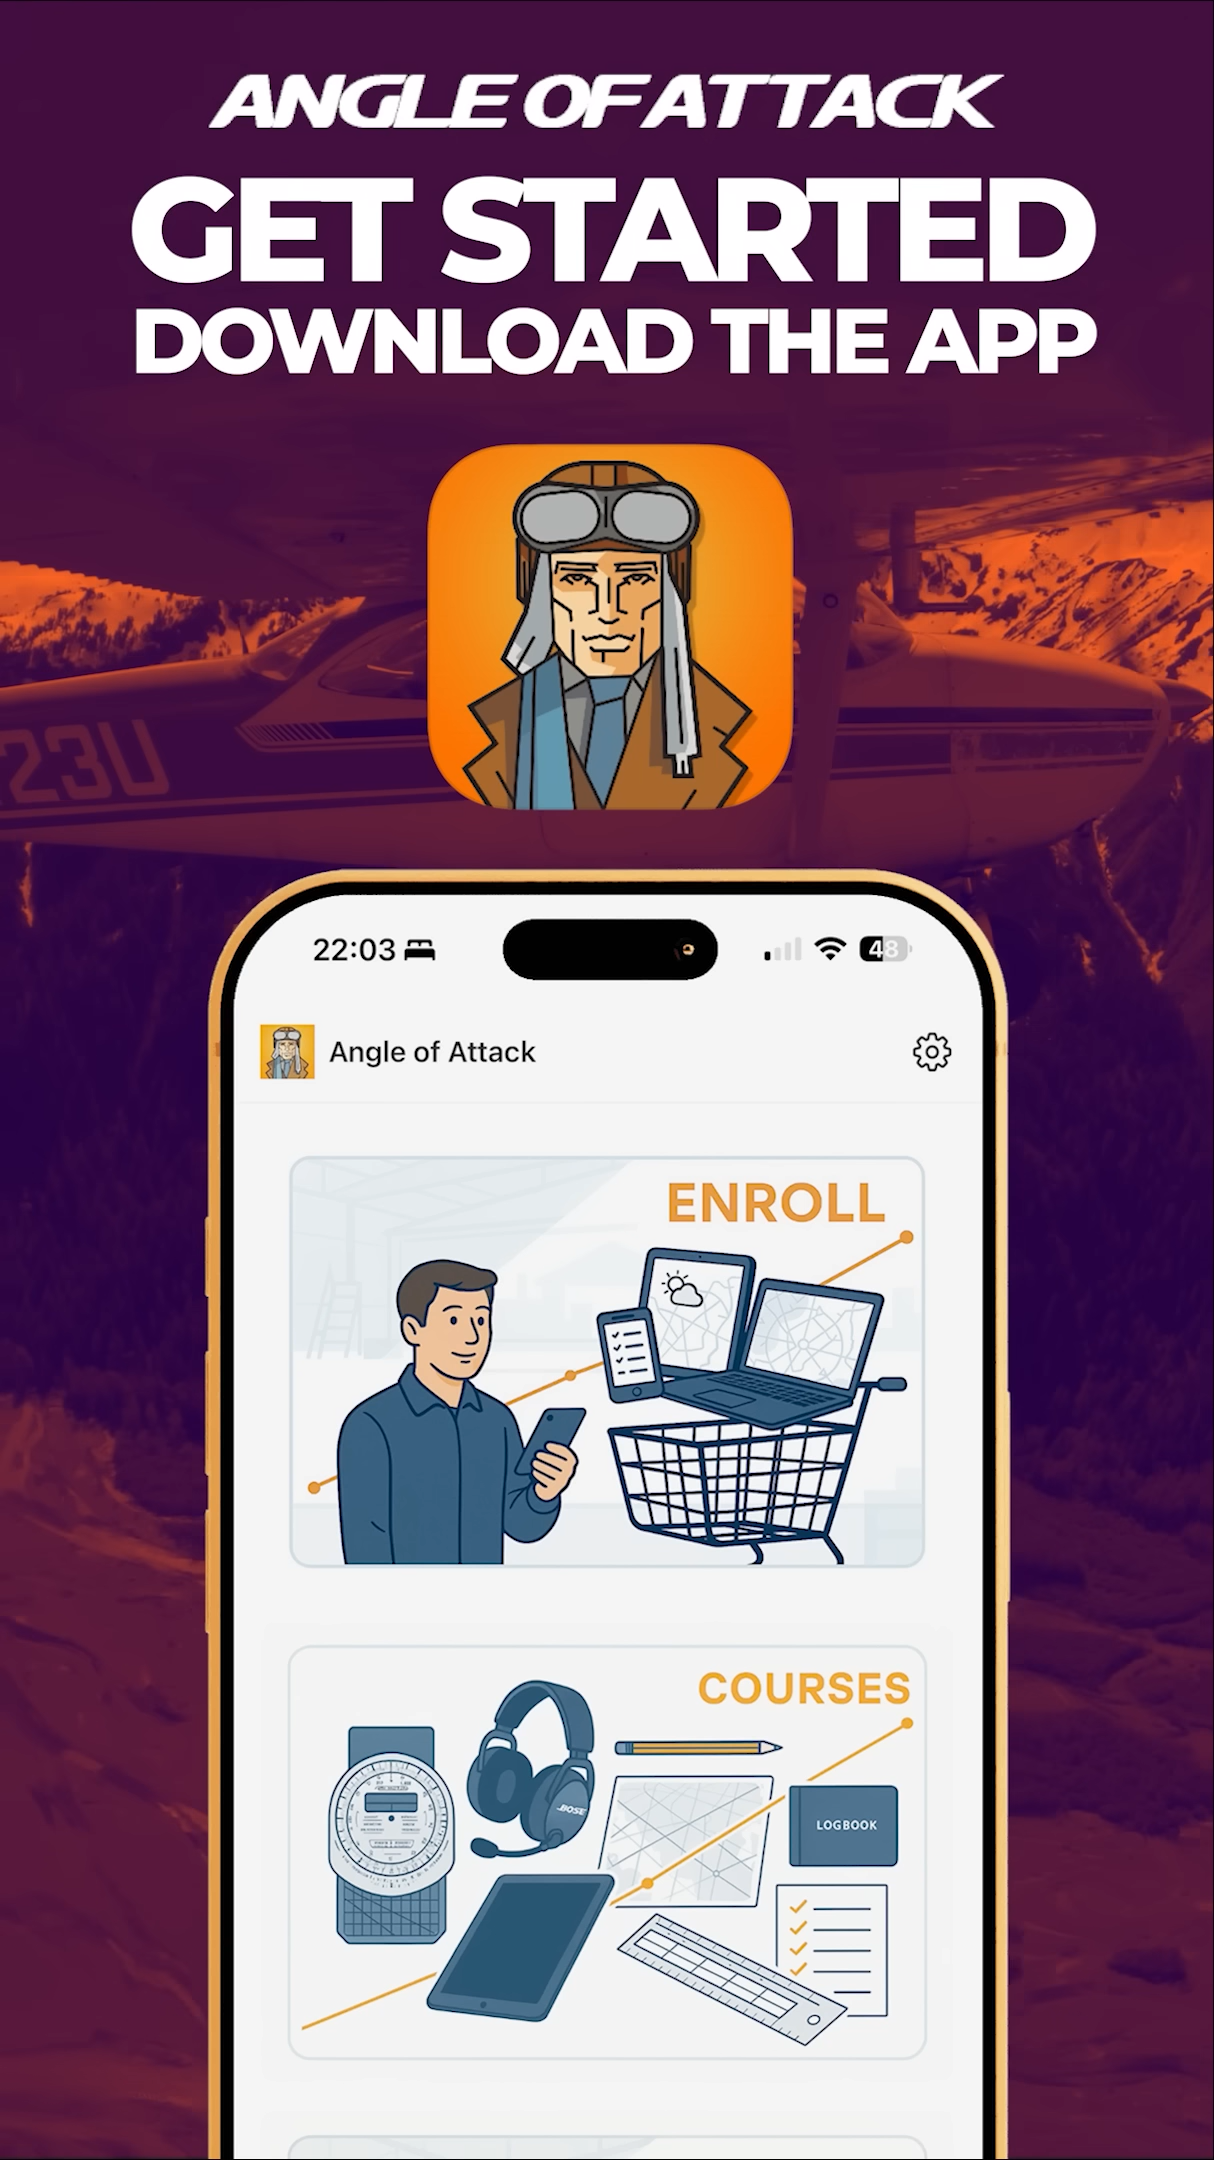 ANGLE OF ATTACK
GET STARTED
DOWNLOAD THE APP
23U
22:03
48
Angle of Attack
ENROLL
COURSES
BOSE
LOGBOOK